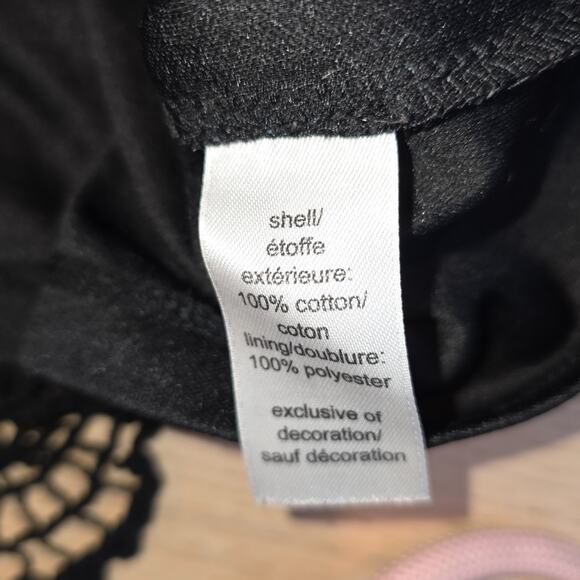 shell/
étoffe
extérieure:
100% cotton/
coton
lining/doublure:
100% polyester
exclusive of
decoration/
sauf décoration